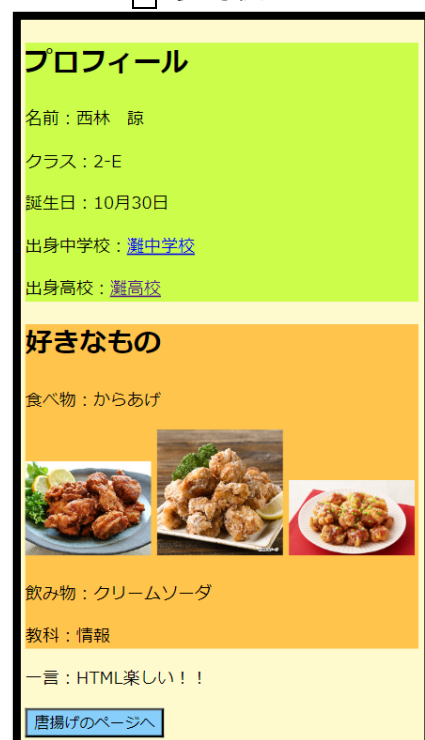 プロフィール
名前：西林　諒
クラス：2-E
誕生日：10月30日
出身中学校：灘中学校
出身高校：灘高校
好きなもの
食べ物：からあげ
飲み物：クリームソーダ
教科：情報
一言：HTML楽しい！！
唐揚げのページへ